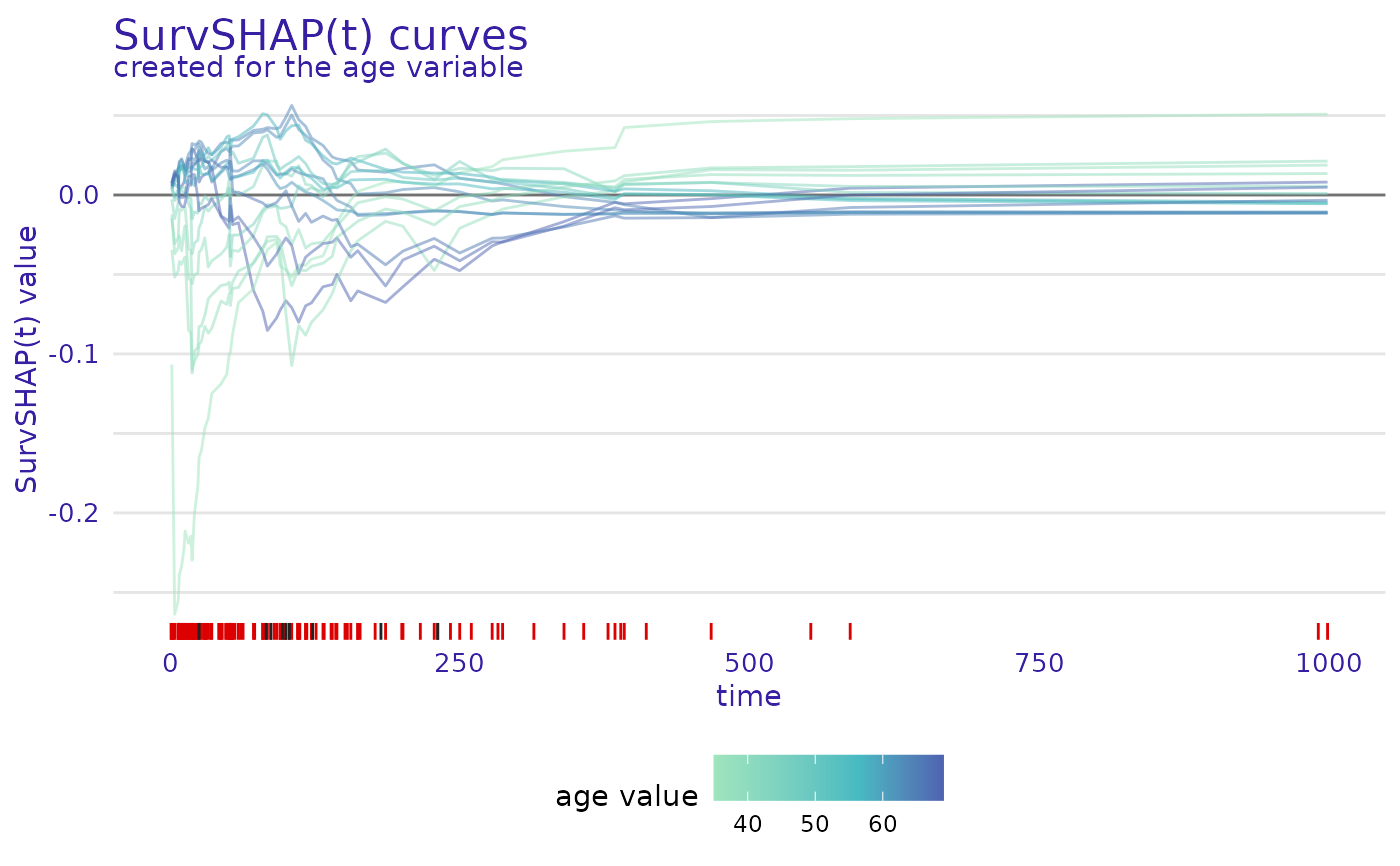 SurvSHAP(t) curves
created for the age variable
SurvSHAP(t) value
0.0
-0.1
-0.2
0 250 500 750 1000
time
age value
40 50 60